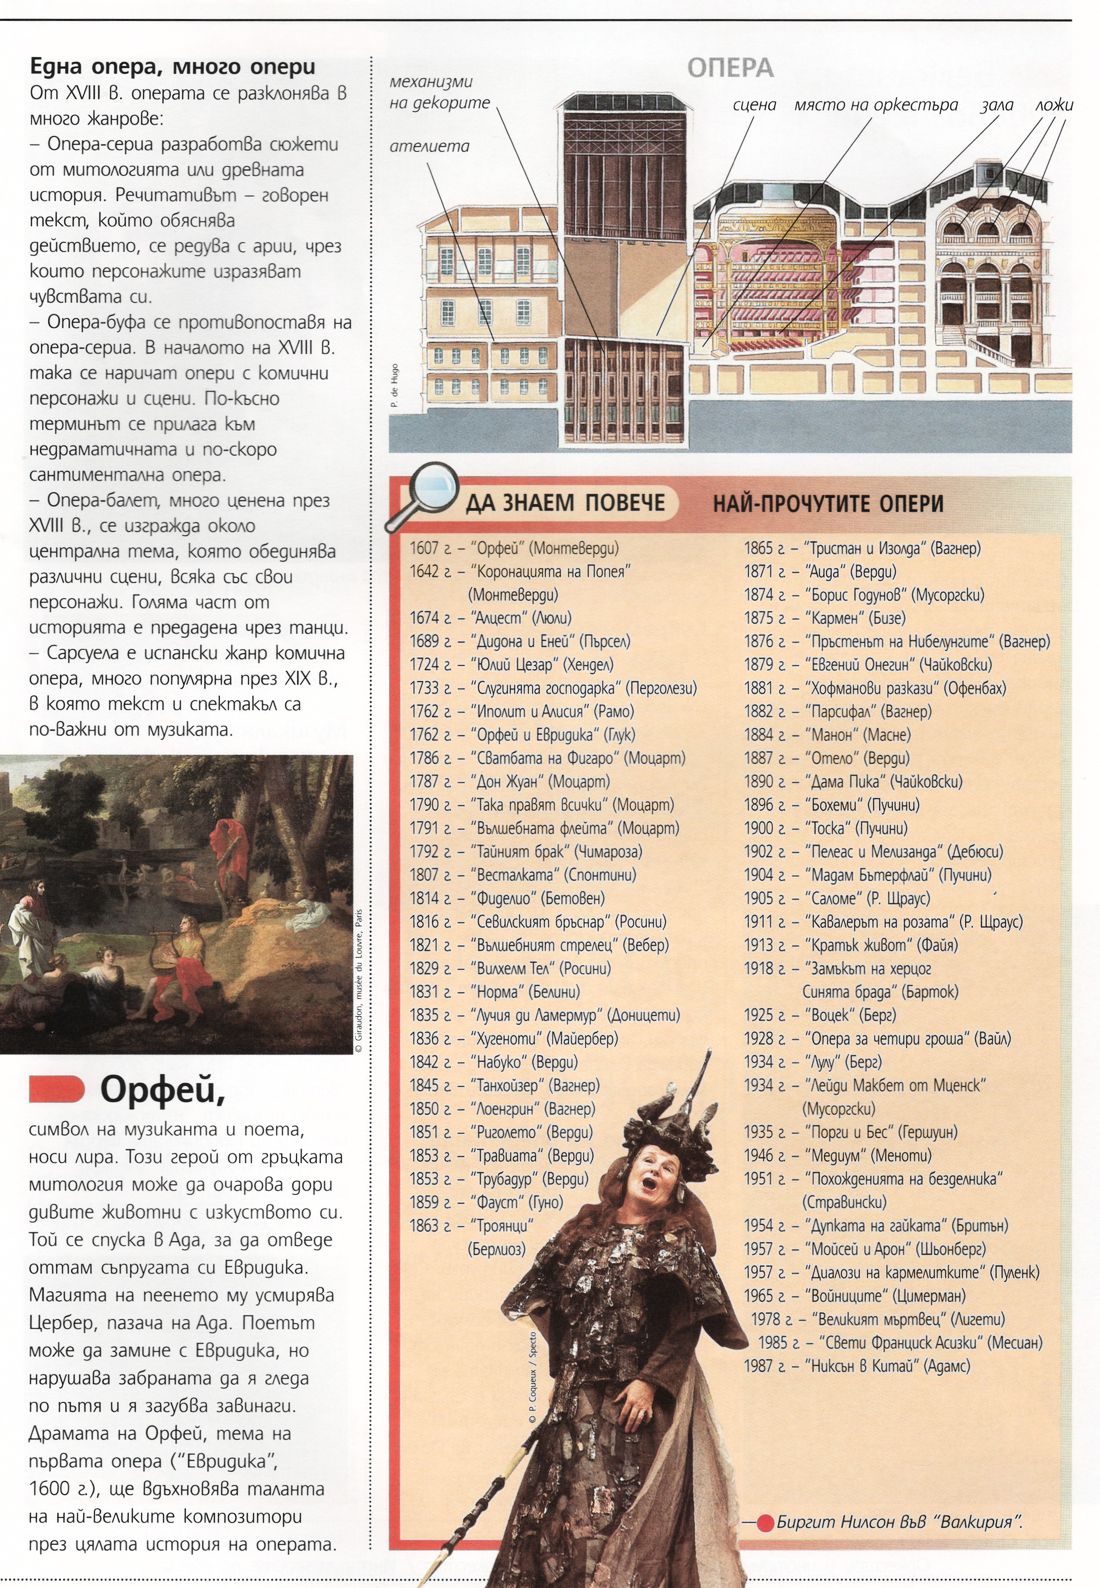 Една опера, много опери
От XVIII в. операта се разклонява в
много жанрове:
– Опера-сериа разработва сюжети
от митологията или древната
история. Речитативът – говорен
текст, който обяснява
действието, се редува с арии, чрез
които персонажите изразяват
чувствата си.
– Опера-буфа се противопоставя на
опера-сериа. В началото на XVIII в.
така се наричат опери с комични
персонажи и сцени. По-късно
терминът се прилага към
недраматичната и по-скоро
сантиментална опера.
– Опера-балет, много ценена през
XVIII в., се изгражда около
централна тема, която обединява
различни сцени, всяка със свои
персонажи. Голяма част от
историята е предадена чрез танци.
– Сарсуела е испански жанр комична
опера, много популярна през XIX в.,
в която текст и спектакъл са
по-важни от музиката.
© Giraudon, musée du Louvre, Paris
Орфей,
символ на музиканта и поета,
носи лира. Този герой от гръцката
митология може да очарова дори
дивите животни с изкуството си.
Той се спуска в Ада, за да отведе
оттам съпругата си Евридика.
Магията на пеенето му усмирява
Цербер, пазача на Ада. Поетът
може да замине с Евридика, но
нарушава забраната да я гледа
по пътя и я загубва завинаги.
Драмата на Орфей, тема на
първата опера (“Евридика“,
1600 г.), ще вдъхновява таланта
на най-великите композитори
през цялата история на операта.
ОПЕРА
механизми
на декорите
ателиета
сцена
място на оркестъра
зала
ложи
P. de Hugo
ДА ЗНАЕМ ПОВЕЧЕ
НАЙ-ПРОЧУТИТЕ ОПЕРИ
1607 г. – “Орфей“ (Монтеверди)
1642 г. – “Коронацията на Попея“
(Монтеверди)
1674 г. – “Алцест“ (Люли)
1689 г. – “Дидона и Еней“ (Пърсел)
1724 г. – “Юлий Цезар“ (Хендел)
1733 г. – “Слугинята господарка“ (Перголези)
1762 г. – “Иполит и Алисия“ (Рамо)
1762 г. – “Орфей и Евридика“ (Глук)
1786 г. – “Сватбата на Фигаро“ (Моцарт)
1787 г. – “Дон Жуан“ (Моцарт)
1790 г. – “Така правят всички“ (Моцарт)
1791 г. – “Вълшебната флейта“ (Моцарт)
1792 г. – “Тайният брак“ (Чимароза)
1807 г. – “Весталката“ (Спонтини)
1814 г. – “Фиделио“ (Бетовен)
1816 г. – “Севилският бръснар“ (Росини)
1821 г. – “Вълшебният стрелец“ (Вебер)
1829 г. – “Вилхелм Тел“ (Росини)
1831 г. – “Норма“ (Белини)
1835 г. – “Лучия ди Ламермур“ (Доницети)
1836 г. – “Хугеноти“ (Майербер)
1842 г. – “Набуко“ (Верди)
1845 г. – “Танхойзер“ (Вагнер)
1850 г. – “Лоенгрин“ (Вагнер)
1851 г. – “Риголето“ (Верди)
1853 г. – “Травиата“ (Верди)
1853 г. – “Трубадур“ (Верди)
1859 г. – “Фауст“ (Гуно)
1863 г. – “Троянци“
(Берлиоз)
© P. Coqueux / Specto
1865 г. – “Тристан и Изолда“ (Вагнер)
1871 г. – “Аида“ (Верди)
1874 г. – “Борис Годунов“ (Мусоргски)
1875 г. – “Кармен“ (Бизе)
1876 г. – “Пръстенът на Нибелунгите“ (Вагнер)
1879 г. – “Евгений Онегин“ (Чайковски)
1881 г. – “Хофманови разкази“ (Офенбах)
1882 г. – “Парсифал“ (Вагнер)
1884 г. – “Манон“ (Масне)
1887 г. – “Отело“ (Верди)
1890 г. – “Дама Пика“ (Чайковски)
1896 г. – “Бохеми“ (Пучини)
1900 г. – “Тоска“ (Пучини)
1902 г. – “Пелеас и Мелизанда“ (Дебюси)
1904 г. – “Мадам Бътерфлай“ (Пучини)
1905 г. – “Саломе“ (Р. Щраус)
1911 г. – “Кавалерът на розата“ (Р. Щраус)
1913 г. – “Кратък живот“ (Файя)
1918 г. – “Замъкът на херцог
Синята брада“ (Барток)
1925 г. – “Воцек“ (Берг)
1928 г. – “Опера за четири гроша“ (Вайл)
1934 г. – “Лулу“ (Берг)
1934 г. – “Лейди Макбет от Мценск“
(Мусоргски)
1935 г. – “Порги и Бес“ (Гершуин)
1946 г. – “Медиум“ (Меноти)
1951 г. – “Похожденията на безделника“
(Стравински)
1954 г. – “Дупката на гайката“ (Бритън)
1957 г. – “Мойсей и Арон“ (Шьонберг)
1957 г. – “Диалози на кармелитките“ (Пуленк)
1965 г. – “Войниците“ (Цимерман)
1978 г. – “Великият мъртвец“ (Лигети)
1985 г. – “Свети Франциск Асизки“ (Месиан)
1987 г. – “Никсън в Китай“ (Адамс)
Биргит Нилсон във “Валкирия“.